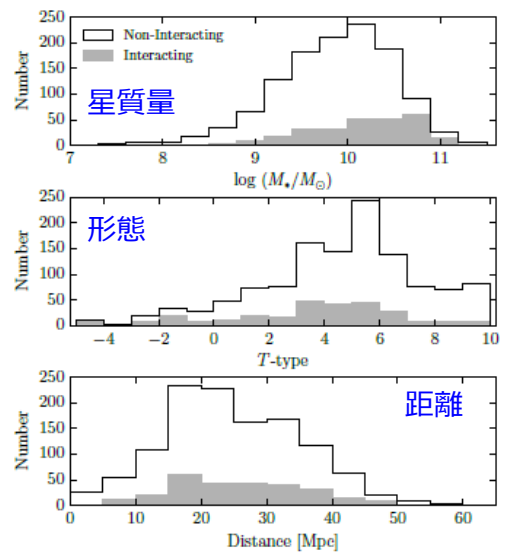 250
200
150
100
50
0
Number
Non-Interacting
Interacting
星質量
7 8 9 10 11
log (M∗/M⊙)
250
200
150
100
50
0
Number
形態
−4 −2 0 2 4 6 8 10
T-type
250
200
150
100
50
0
Number
距離
0 10 20 30 40 50 60
Distance [Mpc]